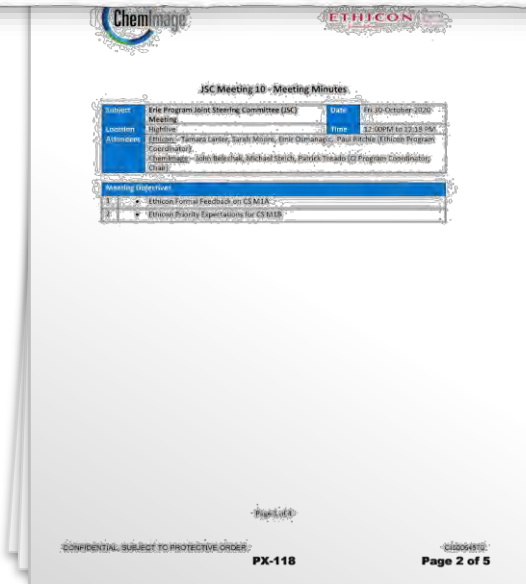 ChemImage
ETHICON
JSC Meeting 10 - Meeting Minutes
Subject Erie Program Joint Steering Committee (JSC) Meeting Date Fri 30-October-2020
Location Highfive Time 12:00PM to 12:18 PM
Attendees Ethicon – Tamara Lanier, Sarah Moore, Emir Osmanagic, Paul Ritchie (Ethicon Program
Coordinator)
ChemImage – John Belechak, Michael Strich, Patrick Treado (CI Program Coordinator,
Chair)
Meeting Objectives
1 • Ethicon Formal Feedback on CS M1A
2 • Ethicon Priority Expectations for CS M1B
Page 1 of 4
CONFIDENTIAL, SUBJECT TO PROTECTIVE ORDER
PX-118
Page 2 of 5